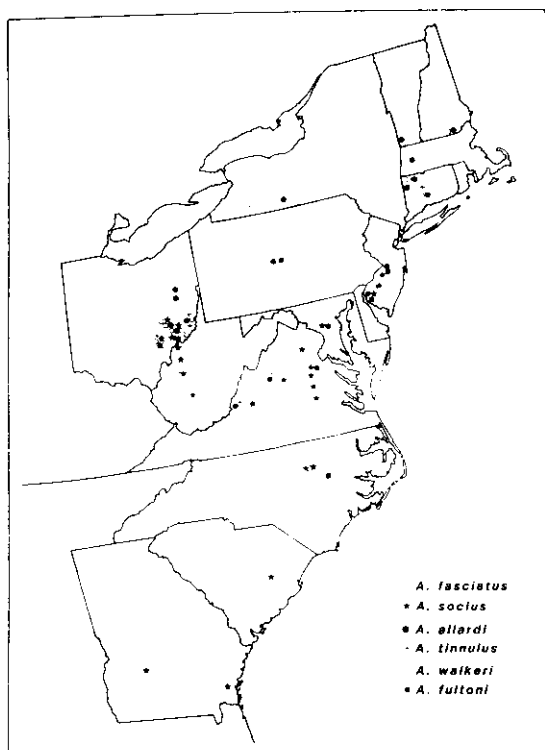 A. fasciatus
A. socius
A. allardi
A. tinnulus
A. walkeri
A. fultoni